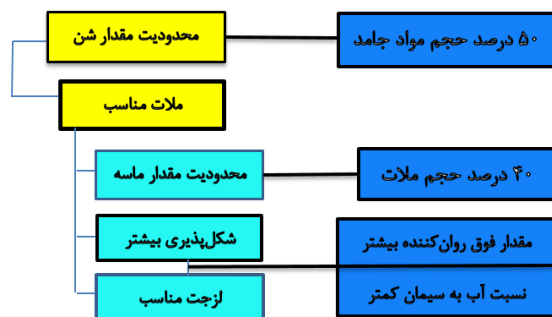 محدودیت مقدار شن
۵۰ درصد حجم مواد جامد
ملات مناسب
محدودیت مقدار ماسه
۴۰ درصد حجم ملات
شکل‌پذیری بیشتر
مقدار فوق روان‌کننده بیشتر
لزجت مناسب
نسبت آب به سیمان کمتر